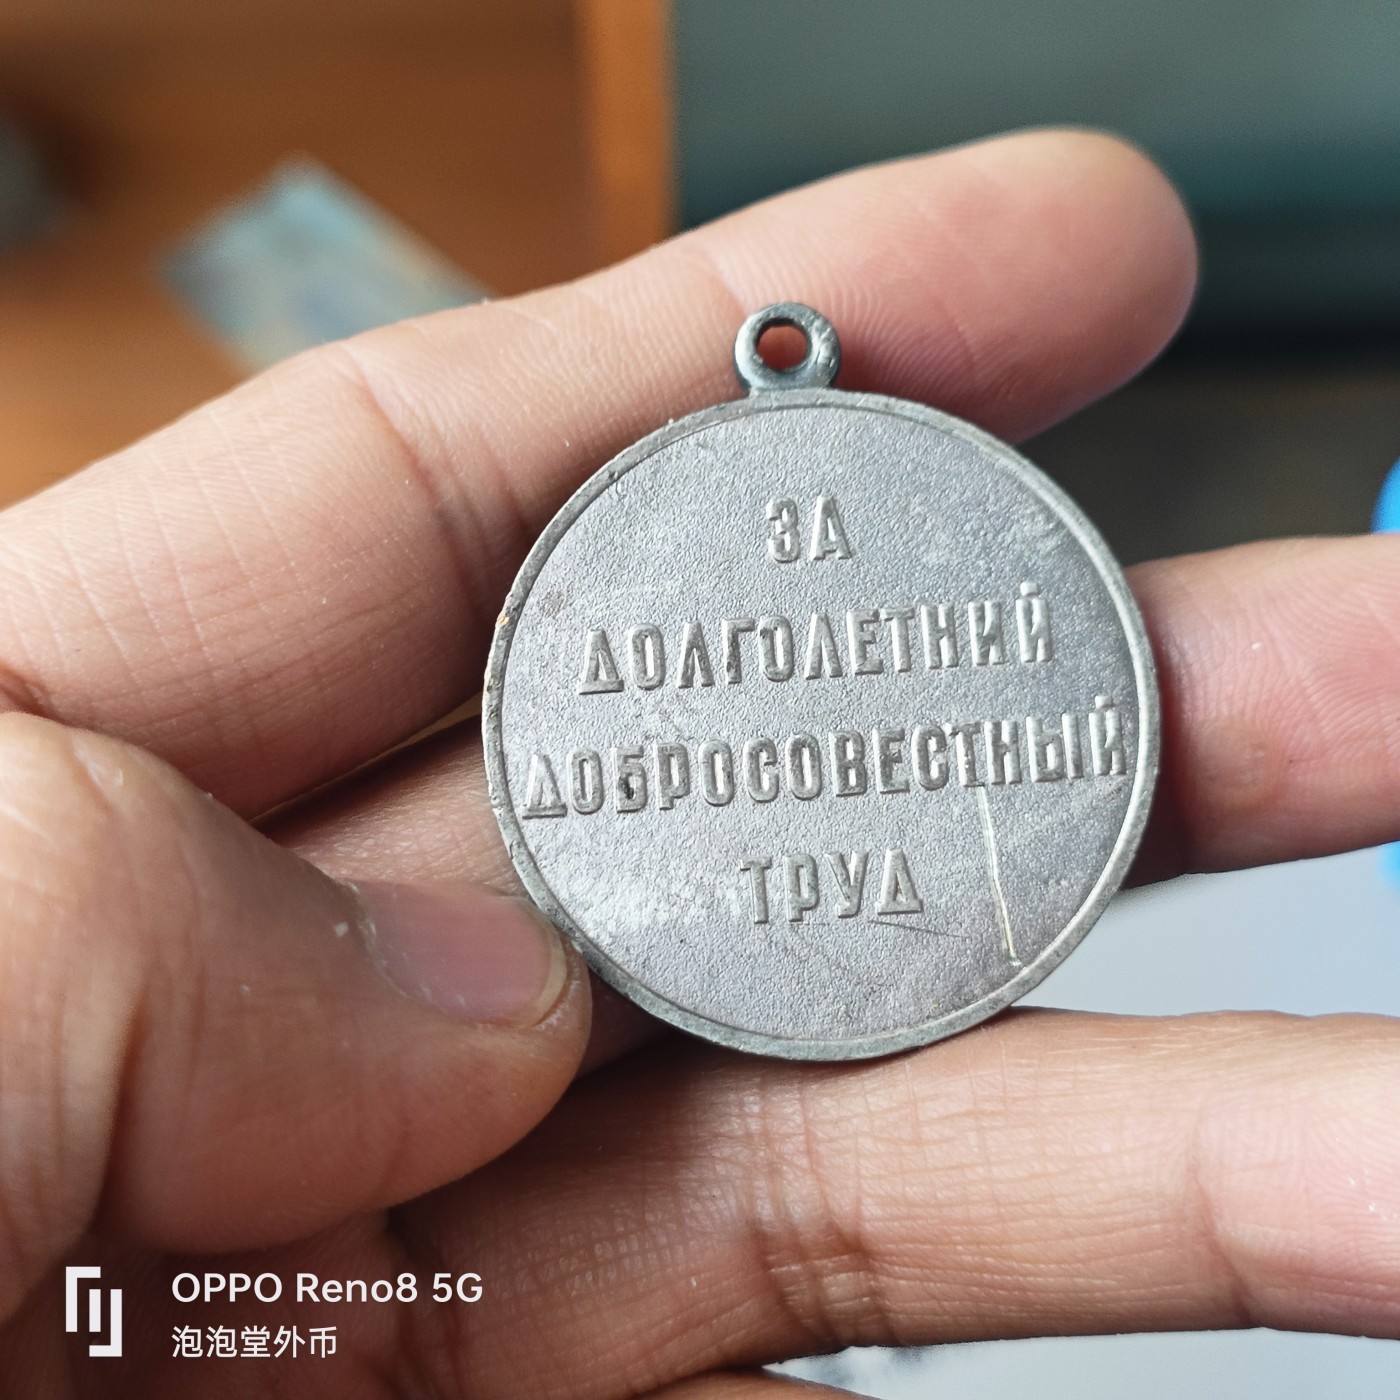 ЗА
ДОЛГОЛЕТНИЙ
ДОБРОСОВЕСТНЫЙ
ТРУД
OPPO Reno8 5G
泡泡堂外币